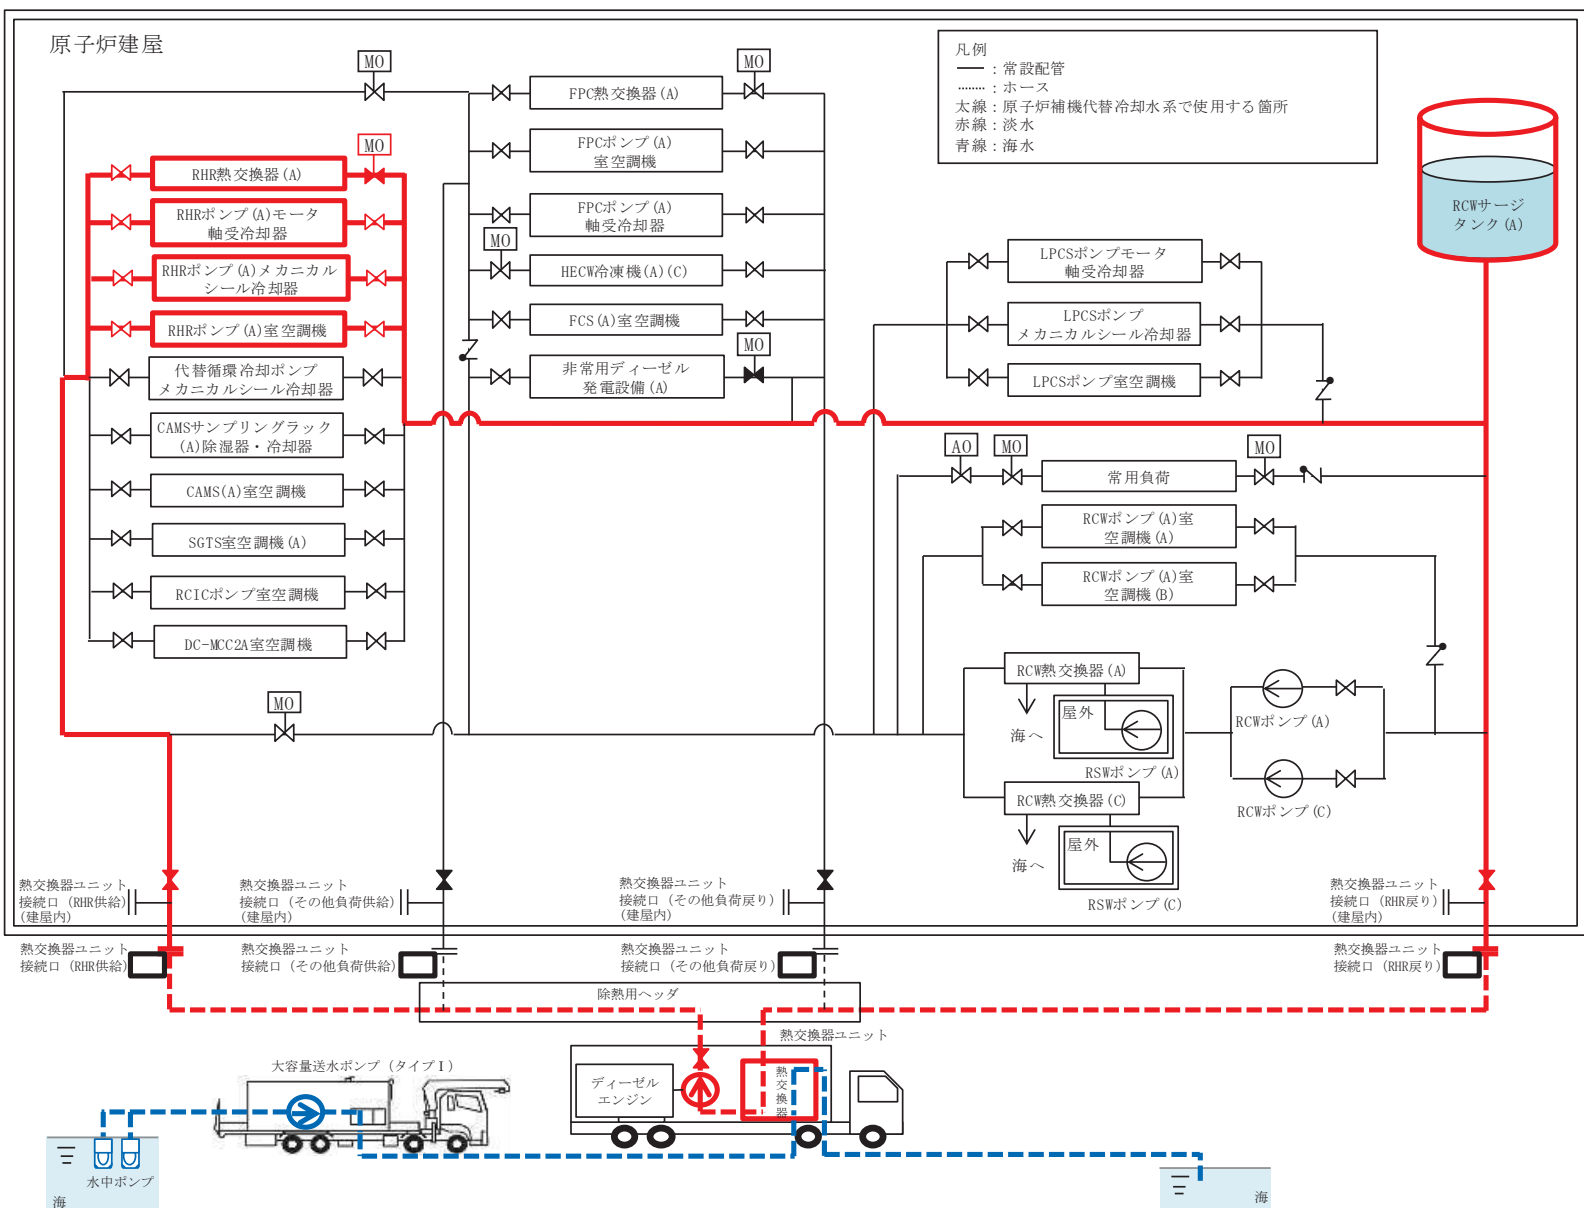 原子炉建屋
凡例
：常設配管
：ホース
太線：原子炉補機代替冷却水系で使用する箇所
赤線：淡水
青線：海水
MO
MO
MO
FPC熱交換器(A)
RHR熱交換器(A)
FPCポンプ(A)
室空調機
RHRポンプ(A)モータ
軸受冷却器
FPCポンプ(A)
軸受冷却器
MO
RHRポンプ(A)メカニカル
シール冷却器
HECW冷凍機(A)(C)
RHRポンプ(A)室空調機
FCS(A)室空調機
MO
代替循環冷却ポンプ
メカニカルシール冷却器
非常用ディーゼル
発電設備(A)
CAMSサンプリングラック
(A)除湿器・冷却器
CAMS(A)室空調機
SGTS室空調機(A)
RCICポンプ室空調機
DC-MCC2A室空調機
MO
RCWサージ
タンク(A)
LPCSポンプモータ
軸受冷却器
LPCSポンプ
メカニカルシール冷却器
LPCSポンプ室空調機
AO
MO
MO
常用負荷
RCWポンプ(A)室
空調機(A)
RCWポンプ(A)室
空調機(B)
RCW熱交換器(A)
屋外
海へ
RSWポンプ(A)
RCWポンプ(A)
RCW熱交換器(C)
屋外
海へ
RSWポンプ(C)
RCWポンプ(C)
熱交換器ユニット
接続口（RHR供給）
(建屋内)
熱交換器ユニット
接続口（その他負荷供給）
(建屋内)
熱交換器ユニット
接続口（その他負荷戻り）
(建屋内)
熱交換器ユニット
接続口（RHR戻り）
(建屋内)
熱交換器ユニット
接続口（RHR供給）
熱交換器ユニット
接続口（その他負荷供給）
熱交換器ユニット
接続口（その他負荷戻り）
熱交換器ユニット
接続口（RHR戻り）
除熱用ヘッダ
熱交換器ユニット
大容量送水ポンプ（タイプⅠ）
ディーゼル
エンジン
熱交換器
水中ポンプ
海
海